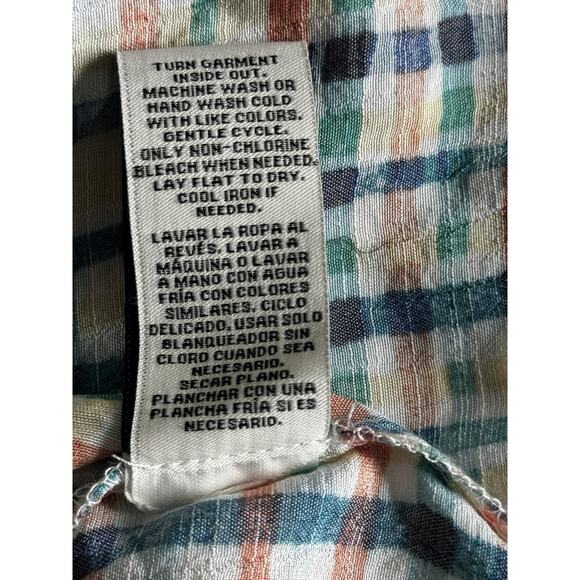 TURN GARMENT
INSIDE OUT.
MACHINE WASH OR
HAND WASH COLD
WITH LIKE COLORS.
GENTLE CYCLE.
ONLY NON-CHLORINE
BLEACH WHEN NEEDED.
LAY FLAT TO DRY.
COOL IRON IF
NEEDED.
LAVAR LA ROPA AL
REVÉS. LAVAR A
MÁQUINA O LAVAR
A MANO CON AGUA
FRÍA CON COLORES
SIMILARES. CICLO
DELICADO. USAR SOLO
BLANQUEADOR SIN
CLORO CUANDO SEA
NECESARIO.
SECAR PLANO.
PLANCHAR CON UNA
PLANCHA FRÍA SI ES
NECESARIO.